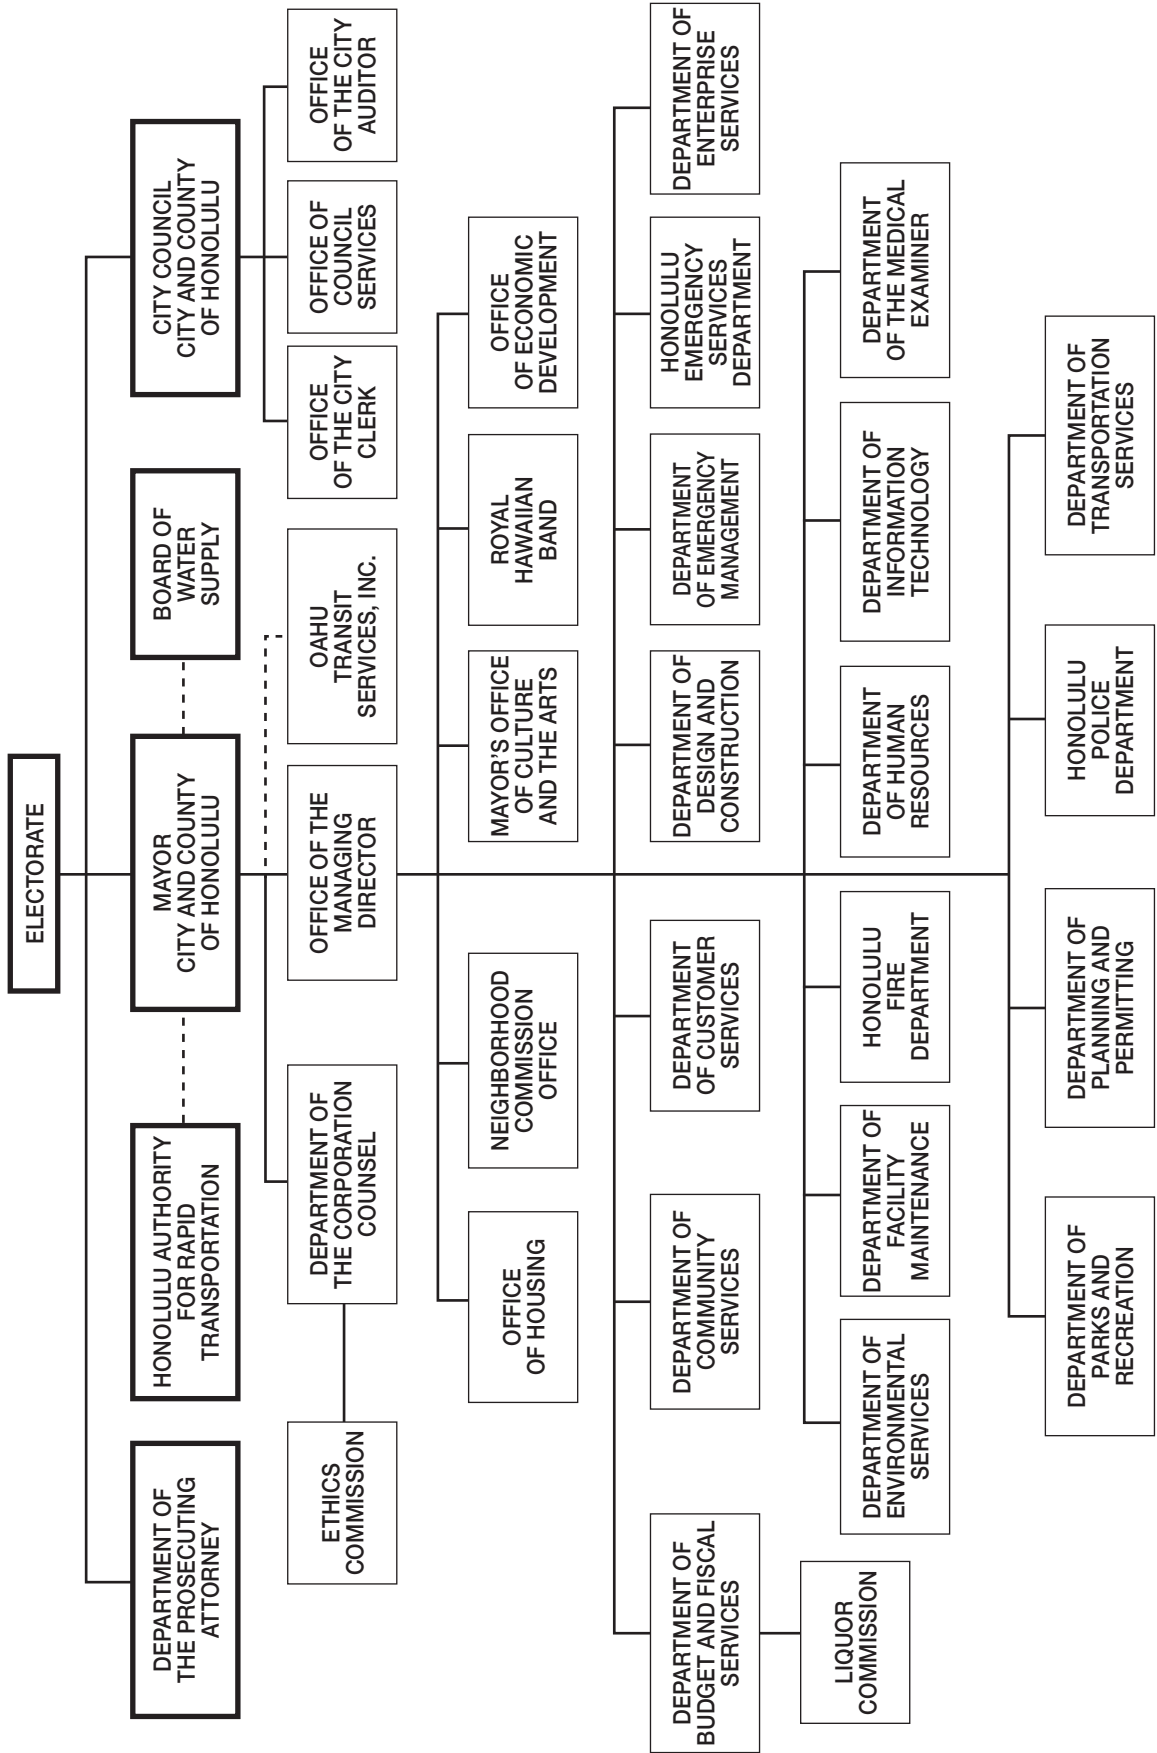 ELECTORATE
DEPARTMENT OF
THE PROSECUTING
ATTORNEY
HONOLULU AUTHORITY
FOR RAPID
TRANSPORTATION
MAYOR
CITY AND COUNTY
OF HONOLULU
BOARD OF
WATER
SUPPLY
CITY COUNCIL
CITY AND COUNTY
OF HONOLULU
ETHICS
COMMISSION
DEPARTMENT OF
THE CORPORATION
COUNSEL
OFFICE OF THE
MANAGING
DIRECTOR
OAHU
TRANSIT
SERVICES, INC.
OFFICE
OF THE CITY
CLERK
OFFICE OF
COUNCIL
SERVICES
OFFICE
OF THE CITY
AUDITOR
OFFICE
OF HOUSING
NEIGHBORHOOD
COMMISSION
OFFICE
MAYOR'S OFFICE
OF CULTURE
AND THE ARTS
ROYAL
HAWAIIAN
BAND
OFFICE
OF ECONOMIC
DEVELOPMENT
DEPARTMENT OF
BUDGET AND FISCAL
SERVICES
DEPARTMENT OF
COMMUNITY
SERVICES
DEPARTMENT
OF CUSTOMER
SERVICES
DEPARTMENT OF
DESIGN AND
CONSTRUCTION
DEPARTMENT
OF EMERGENCY
MANAGEMENT
HONOLULU
EMERGENCY
SERVICES
DEPARTMENT
DEPARTMENT OF
ENTERPRISE
SERVICES
LIQUOR
COMMISSION
DEPARTMENT OF
ENVIRONMENTAL
SERVICES
DEPARTMENT OF
FACILITY
MAINTENANCE
HONOLULU
FIRE
DEPARTMENT
DEPARTMENT
OF HUMAN
RESOURCES
DEPARTMENT OF
INFORMATION
TECHNOLOGY
DEPARTMENT
OF THE MEDICAL
EXAMINER
DEPARTMENT OF
PARKS AND
RECREATION
DEPARTMENT OF
PLANNING AND
PERMITTING
HONOLULU
POLICE
DEPARTMENT
DEPARTMENT OF
TRANSPORTATION
SERVICES